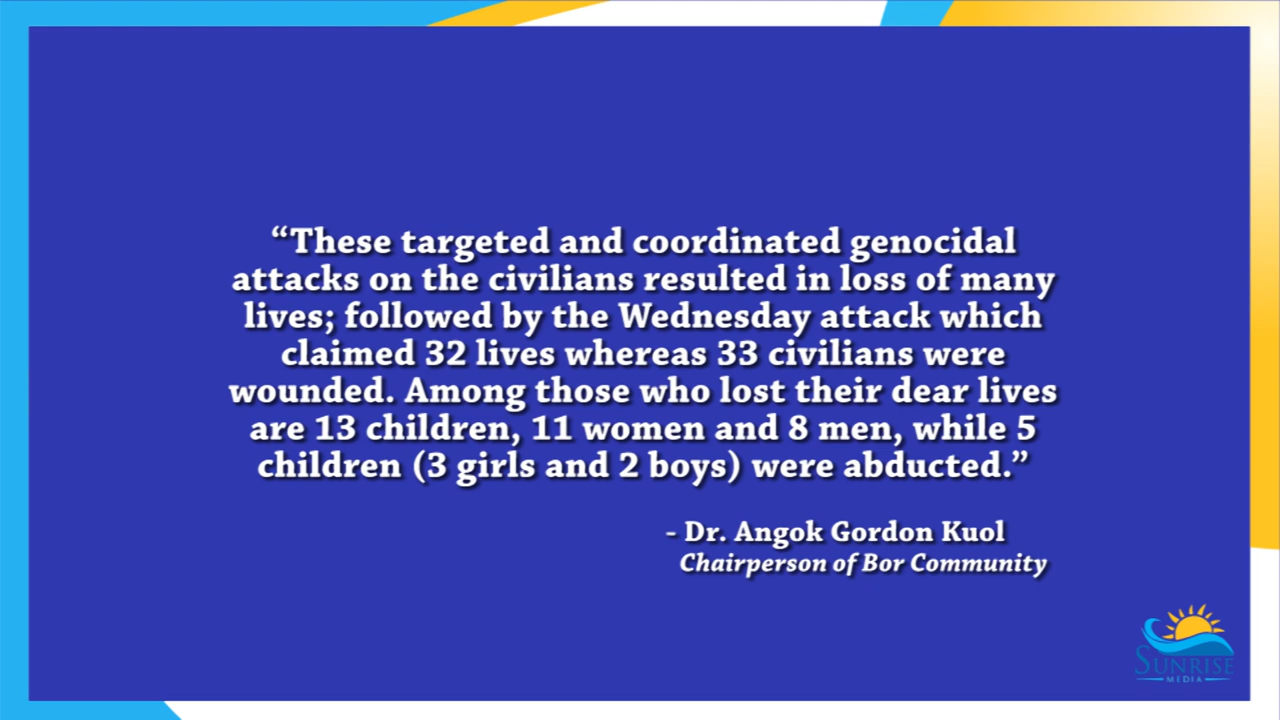 “These targeted and coordinated genocidal
attacks on the civilians resulted in loss of many
lives; followed by the Wednesday attack which
claimed 32 lives whereas 33 civilians were
wounded. Among those who lost their dear lives
are 13 children, 11 women and 8 men, while 5
children (3 girls and 2 boys) were abducted.”
- Dr. Angok Gordon Kuol
Chairperson of Bor Community
SUNRISE
MEDIA